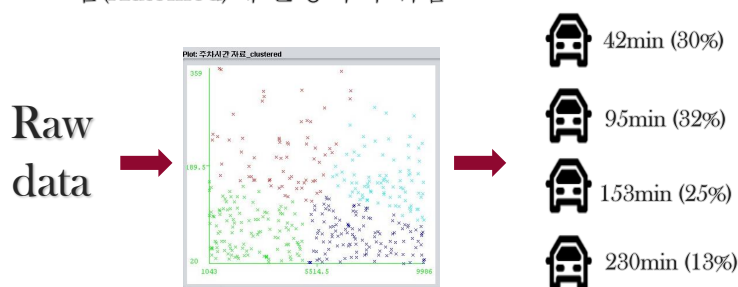 Raw
data
Plot: 주차시간 자료_clustered
359
189.5
20
1043
5514.5
9986
42min (30%)
95min (32%)
153min (25%)
230min (13%)